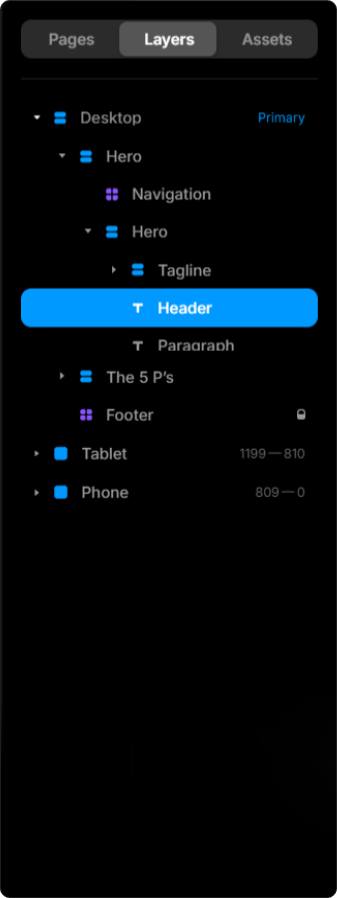 Pages Layers Assets
Desktop Primary
Hero
Navigation
Hero
Tagline
Header
Paragraph
The 5 P's
Footer
Tablet 1199—810
Phone 809—0